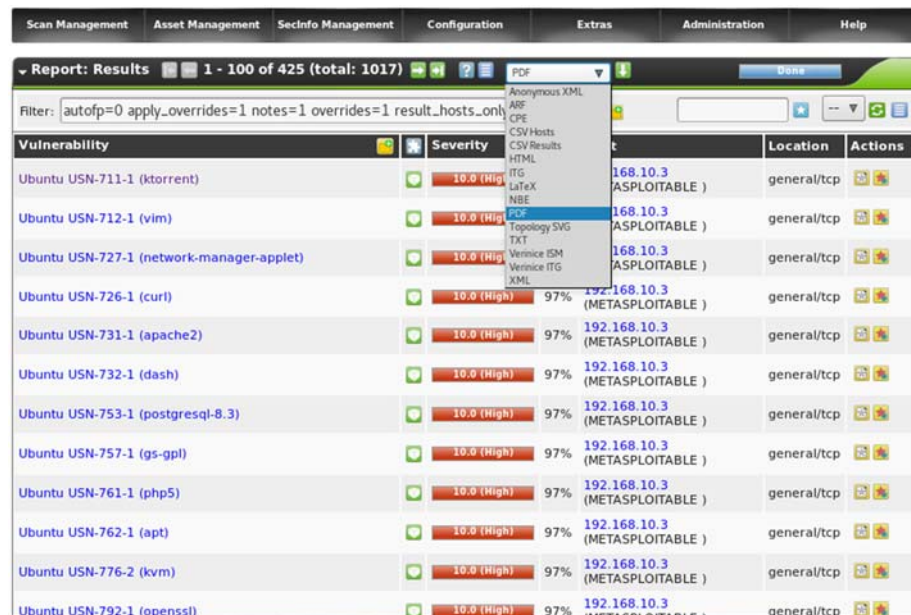 Scan Management Asset Management SecInfo Management Configuration Extras Administration Help
Report: Results 1 - 100 of 425 (total: 1017) ? PDF Done
Filter: autofp=0 apply_overrides=1 notes=1 overrides=1 result_hosts_only --
Anonymous XML
ARF
CPE
CSV Hosts
CSV Results
HTML
ITG
LaTeX
NBE
PDF
Topology SVG
TXT
Verinice ISM
Verinice ITG
XML
Vulnerability Severity t Location Actions
Ubuntu USN-711-1 (ktorrent) 10.0 (High 168.10.3 general/tcp
TASPLOITABLE )
Ubuntu USN-712-1 (vim) 10.0 (High 168.10.3 general/tcp
TASPLOITABLE )
Ubuntu USN-727-1 (network-manager-applet) 10.0 (High 168.10.3 general/tcp
TASPLOITABLE )
Ubuntu USN-726-1 (curl) 10.0 (High) 97% 192.168.10.3 general/tcp
(METASPLOITABLE )
Ubuntu USN-731-1 (apache2) 10.0 (High) 97% 192.168.10.3 general/tcp
(METASPLOITABLE )
Ubuntu USN-732-1 (dash) 10.0 (High) 97% 192.168.10.3 general/tcp
(METASPLOITABLE )
Ubuntu USN-753-1 (postgresql-8.3) 10.0 (High) 97% 192.168.10.3 general/tcp
(METASPLOITABLE )
Ubuntu USN-757-1 (gs-gpl) 10.0 (High) 97% 192.168.10.3 general/tcp
(METASPLOITABLE )
Ubuntu USN-761-1 (php5) 10.0 (High) 97% 192.168.10.3 general/tcp
(METASPLOITABLE )
Ubuntu USN-762-1 (apt) 10.0 (High) 97% 192.168.10.3 general/tcp
(METASPLOITABLE )
Ubuntu USN-776-2 (kvm) 10.0 (High) 97% 192.168.10.3 general/tcp
(METASPLOITABLE )
Ubuntu USN-792-1 (openssl) 10.0 (High) 97% 192.168.10.3 general/tcp